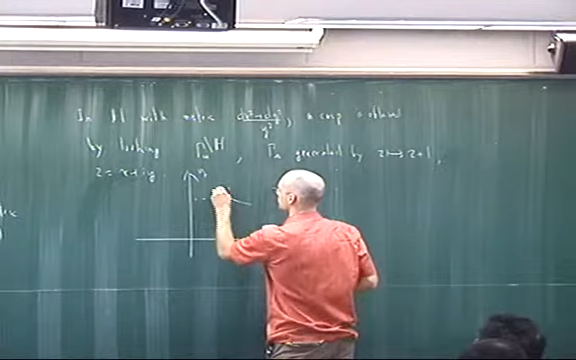 In H with metric dx²+dy²/y², a cusp is obtained
by looking Γ∞\H, Γ∞ generated by z ↦ z+1,
z = x+iy